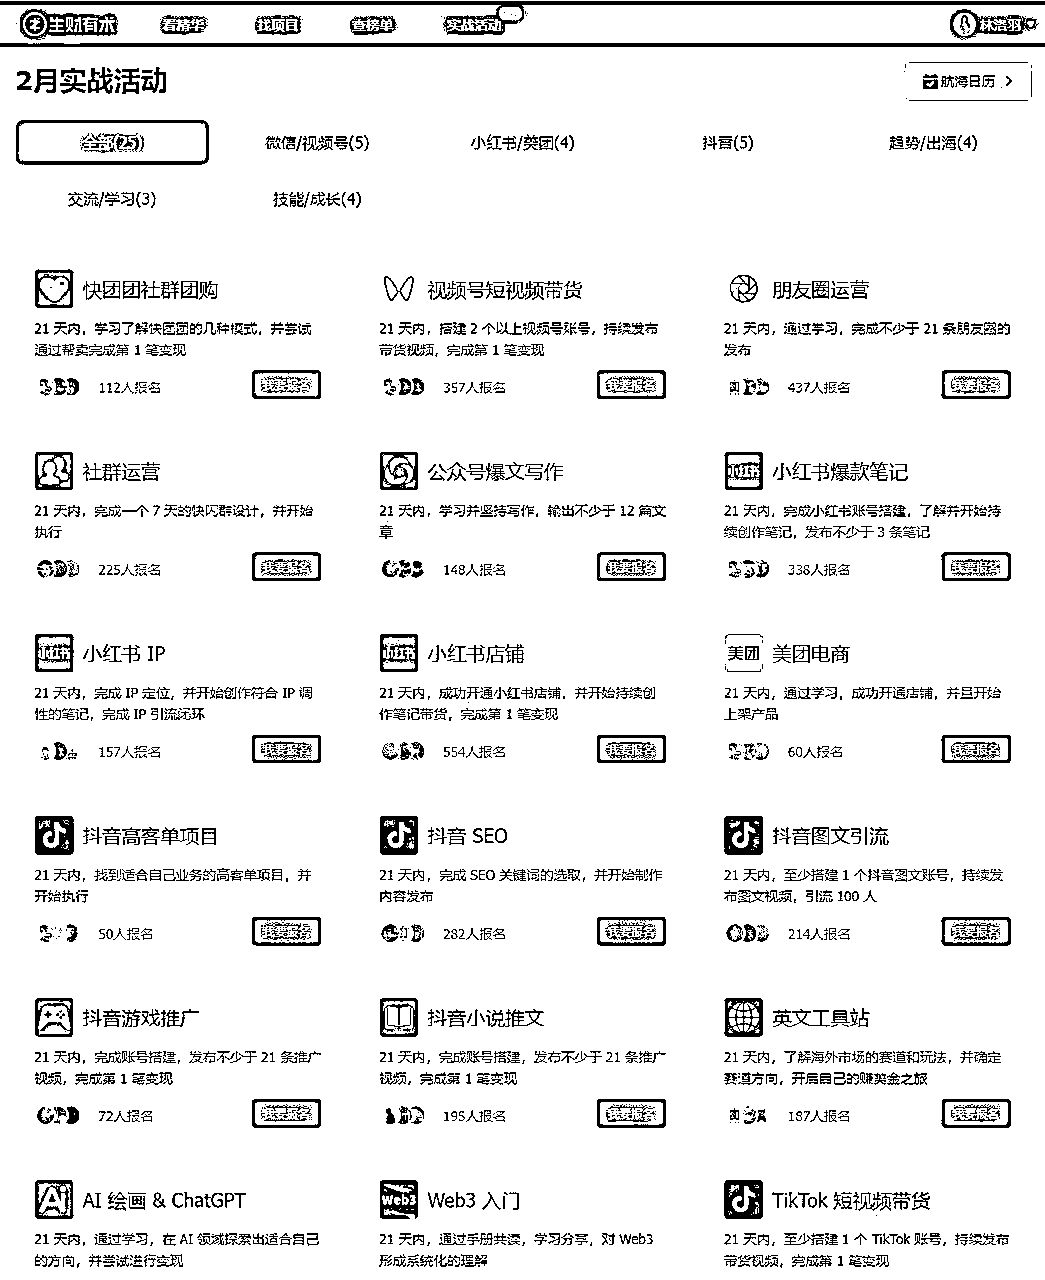 生财有术
看精华
找项目
查榜单
实战活动
2月实战活动
航海日历
全部(25)
微信/视频号(5)
小红书/美团(4)
抖音(5)
趋势/出海(4)
交流/学习(3)
技能/成长(4)
快团团社群团购
视频号短视频带货
朋友圈运营
21 天内，学习了解快团团的几种模式，并尝试
通过帮卖完成第 1 笔变现
21 天内，搭建 2 个以上视频号账号，持续发布
带货视频，完成第 1 笔变现
21 天内，通过学习，完成不少于 21 条朋友圈的
发布
112人报名
我要报名
357人报名
我要报名
437人报名
我要报名
社群运营
公众号爆文写作
小红书爆款笔记
21 天内，完成一个 7 天的快闪群设计，并开始
执行
21 天内，学习并坚持写作，输出不少于 12 篇文
章
21 天内，完成小红书账号搭建，了解并开始持
续创作笔记，发布不少于 3 条笔记
225人报名
我要报名
148人报名
我要报名
338人报名
我要报名
小红书 IP
小红书店铺
美团
美团电商
21 天内，完成 IP 定位，并开始创作符合 IP 调
性的笔记，完成 IP 引流闭环
21 天内，成功开通小红书店铺，并开始持续创
作笔记带货，完成第 1 笔变现
21 天内，通过学习，成功开通店铺，并且开始
上架产品
157人报名
我要报名
554人报名
我要报名
60人报名
我要报名
抖音高客单项目
抖音 SEO
抖音图文引流
21 天内，找到适合自己业务的高客单项目，并
开始执行
21 天内，完成 SEO 关键词的选取，并开始制作
内容发布
21 天内，至少搭建 1 个抖音图文账号，持续发
布图文视频，引流 100 人
50人报名
我要报名
282人报名
我要报名
214人报名
我要报名
抖音游戏推广
抖音小说推文
英文工具站
21 天内，完成账号搭建，发布不少于 21 条推广
视频，完成第 1 笔变现
21 天内，完成账号搭建，发布不少于 21 条推广
视频，完成第 1 笔变现
21 天内，了解海外市场的赛道和玩法，并确定
赛道方向，开启自己的赚美金之旅
72人报名
我要报名
195人报名
我要报名
187人报名
我要报名
Ai
AI 绘画 & ChatGPT
Web3
Web3 入门
TikTok 短视频带货
21 天内，通过学习，在 AI 领域探索出适合自己
的方向，并尝试进行变现
21 天内，通过手册共读，学习分享，对 Web3
形成系统化的理解
21 天内，至少搭建 1 个 TikTok 账号，持续发布
带货视频，完成第 1 笔变现